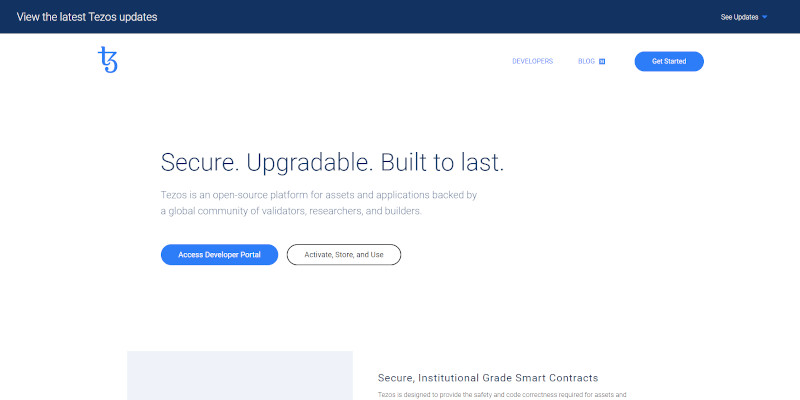 View the latest Tezos updates
See Updates
DEVELOPERS
BLOG
Get Started
Secure. Upgradable. Built to last.
Tezos is an open-source platform for assets and applications backed by
a global community of validators, researchers, and builders.
Access Developer Portal
Activate, Store, and Use
Secure, Institutional Grade Smart Contracts
Tezos is designed to provide the safety and code correctness required for assets and